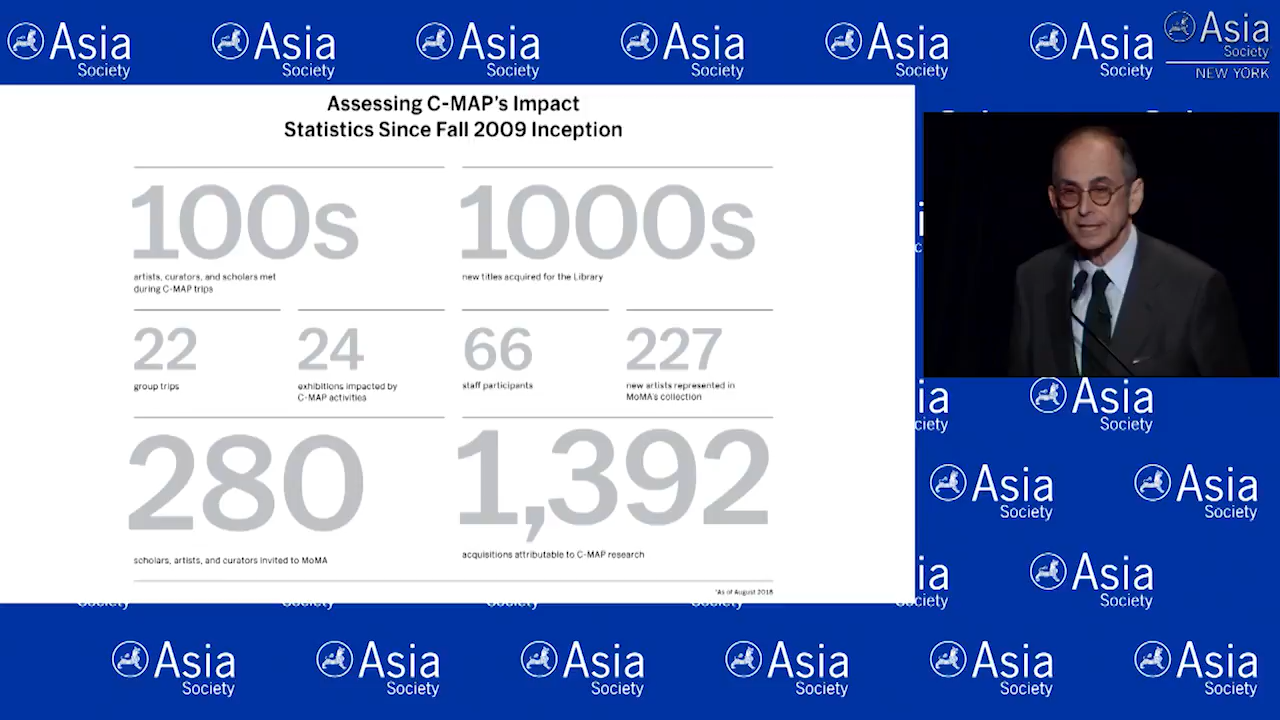 Asia Society
Asia Society
Asia Society
Asia Society
Asia Society
Asia Society
Asia Society
NEW YORK
Assessing C-MAP's Impact
Statistics Since Fall 2009 Inception
100s
artists, curators, and scholars met
during C-MAP trips
1000s
new titles acquired for the Library
22
group trips
24
exhibitions impacted by
C-MAP activities
66
staff participants
227
new artists represented in
MoMA's collection
280
scholars, artists, and curators invited to MoMA
1,392
acquisitions attributable to C-MAP research
*As of August 2018
Asia Society
Asia Society
Asia Society
Asia Society
Asia Society
Asia Society
Asia Society
Asia Society
Asia Society
Asia Society